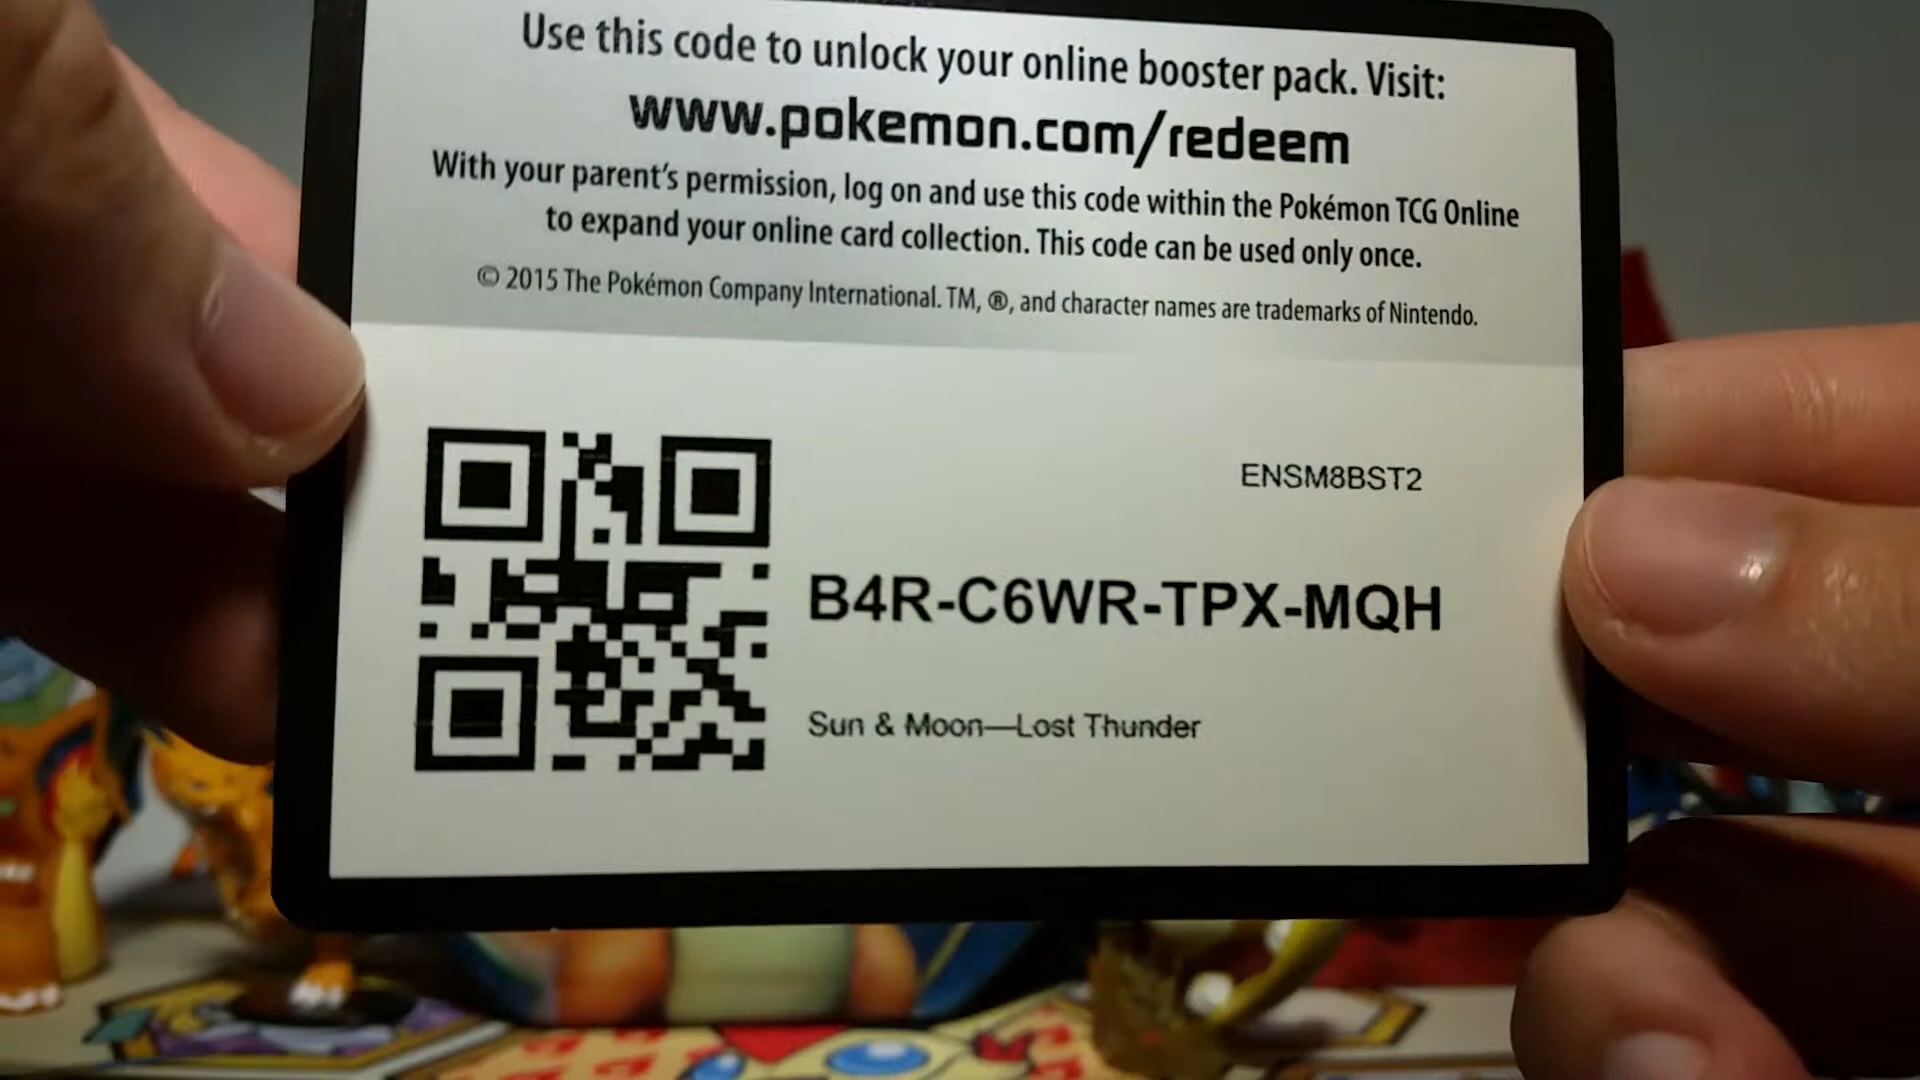 Use this code to unlock your online booster pack. Visit:
www.pokemon.com/redeem
With your parent's permission, log on and use this code within the Pokémon TCG Online
to expand your online card collection. This code can be used only once.
© 2015 The Pokémon Company International. TM, ®, and character names are trademarks of Nintendo.
ENSM8BST2
B4R-C6WR-TPX-MQH
Sun & Moon—Lost Thunder